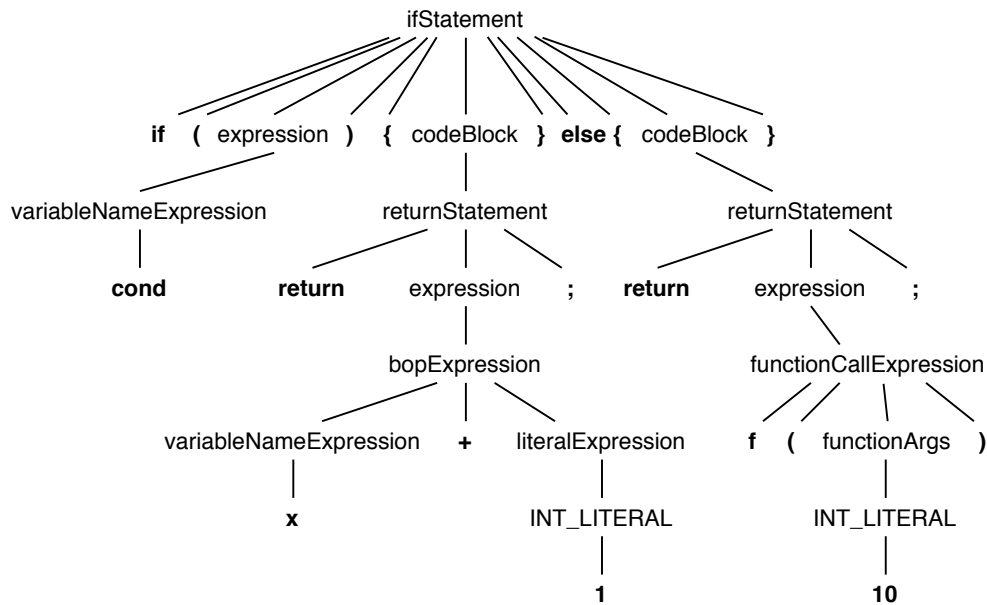 ifStatement
if ( expression ) { codeBlock } else { codeBlock }
variableNameExpression returnStatement returnStatement
cond return expression ; return expression ;
bopExpression functionCallExpression
variableNameExpression + literalExpression f ( functionArgs )
x INT_LITERAL INT_LITERAL
1 10